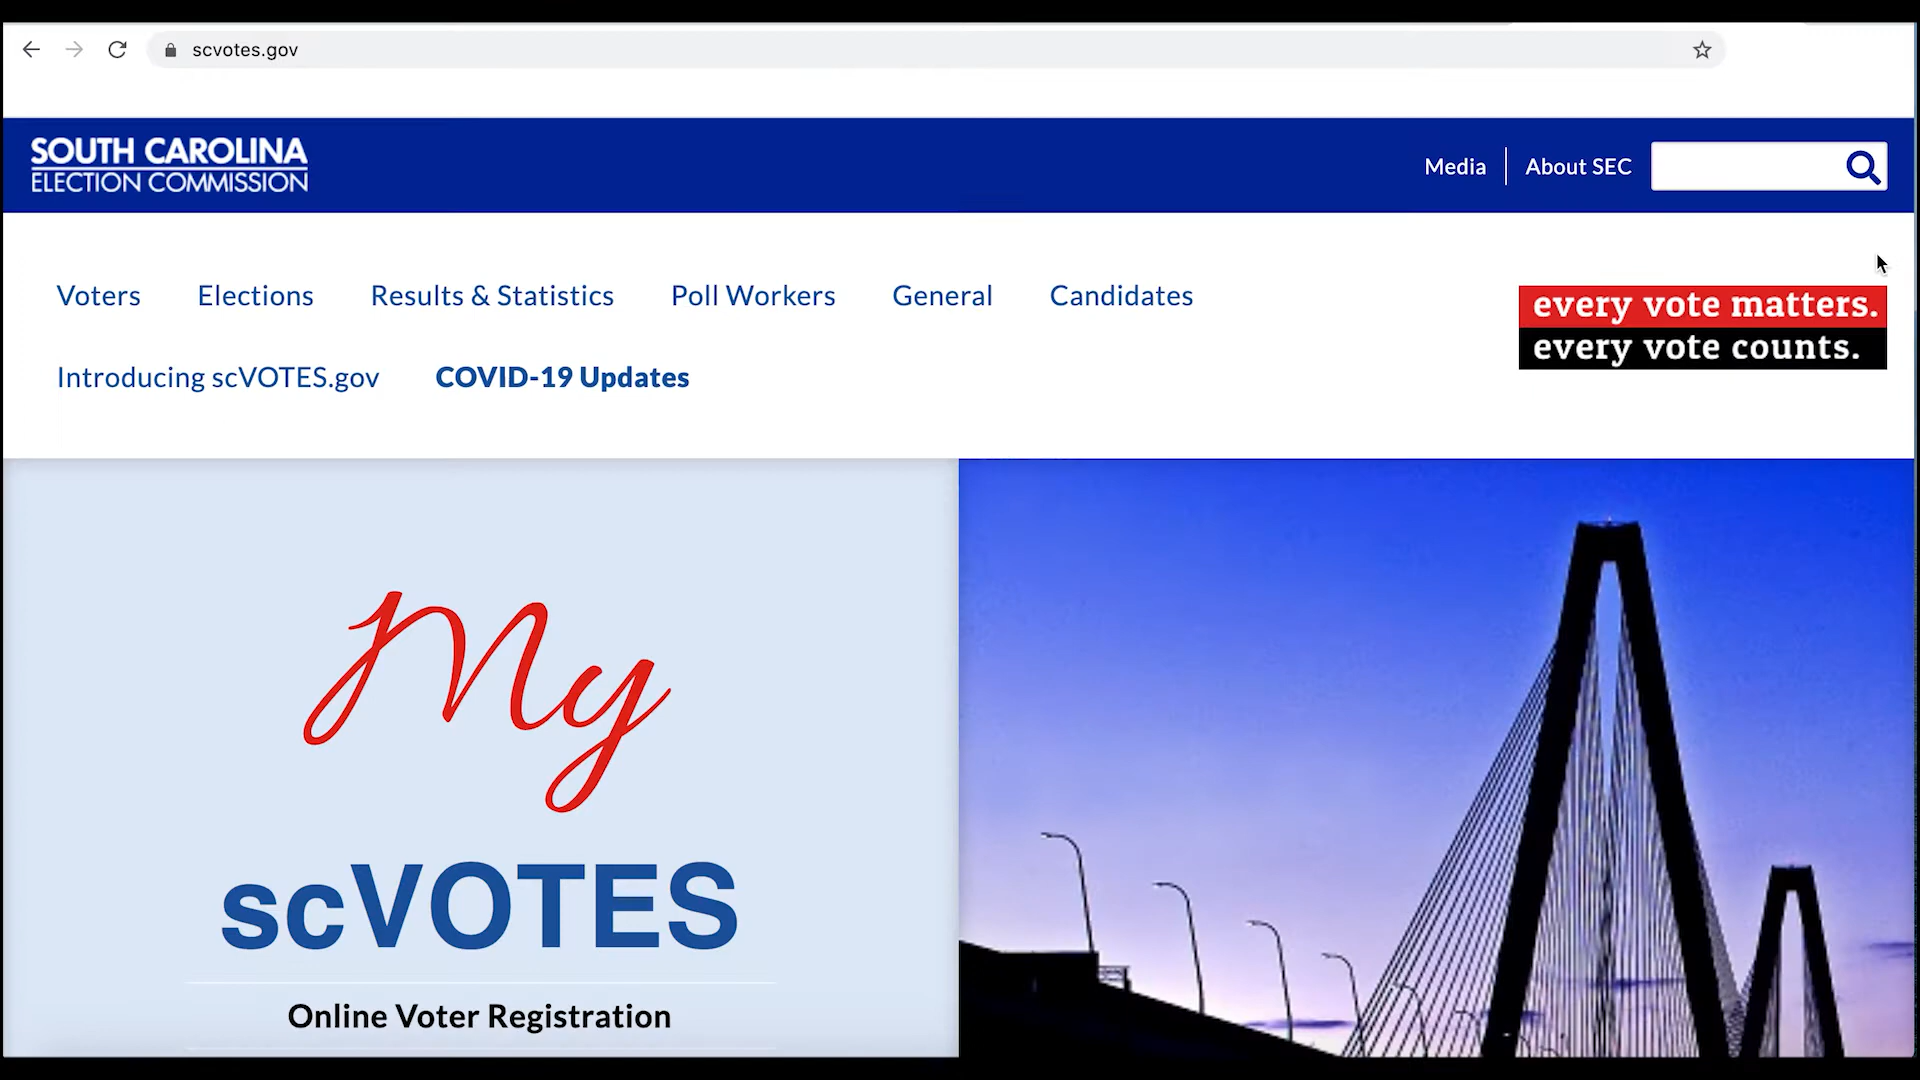 scvotes.gov
SOUTH CAROLINA
ELECTION COMMISSION
Media
About SEC
Voters
Elections
Results & Statistics
Poll Workers
General
Candidates
every vote matters.
every vote counts.
Introducing scVOTES.gov
COVID-19 Updates
My
scVOTES
Online Voter Registration